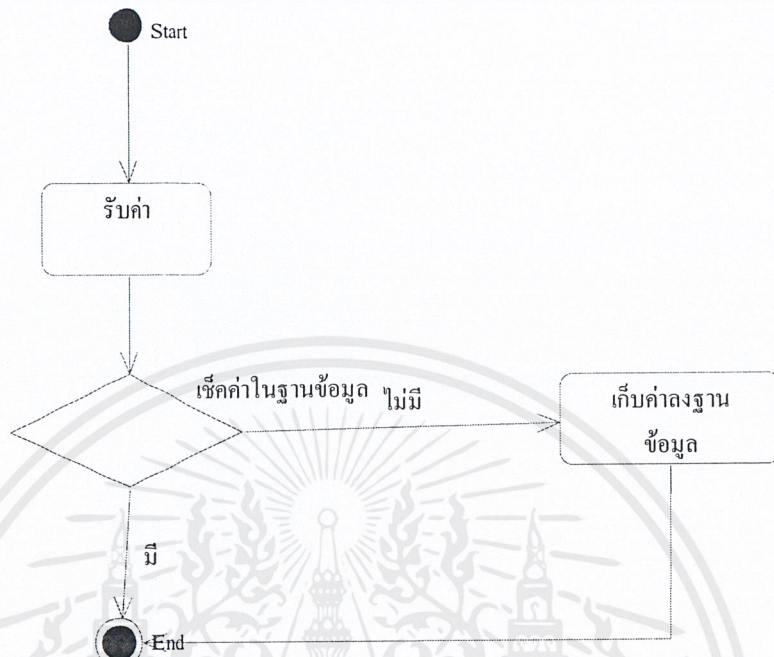 Start
รับค่า
เช็คค่าในฐานข้อมูล
ไม่มี
เก็บค่าลงฐาน
ข้อมูล
มี
End